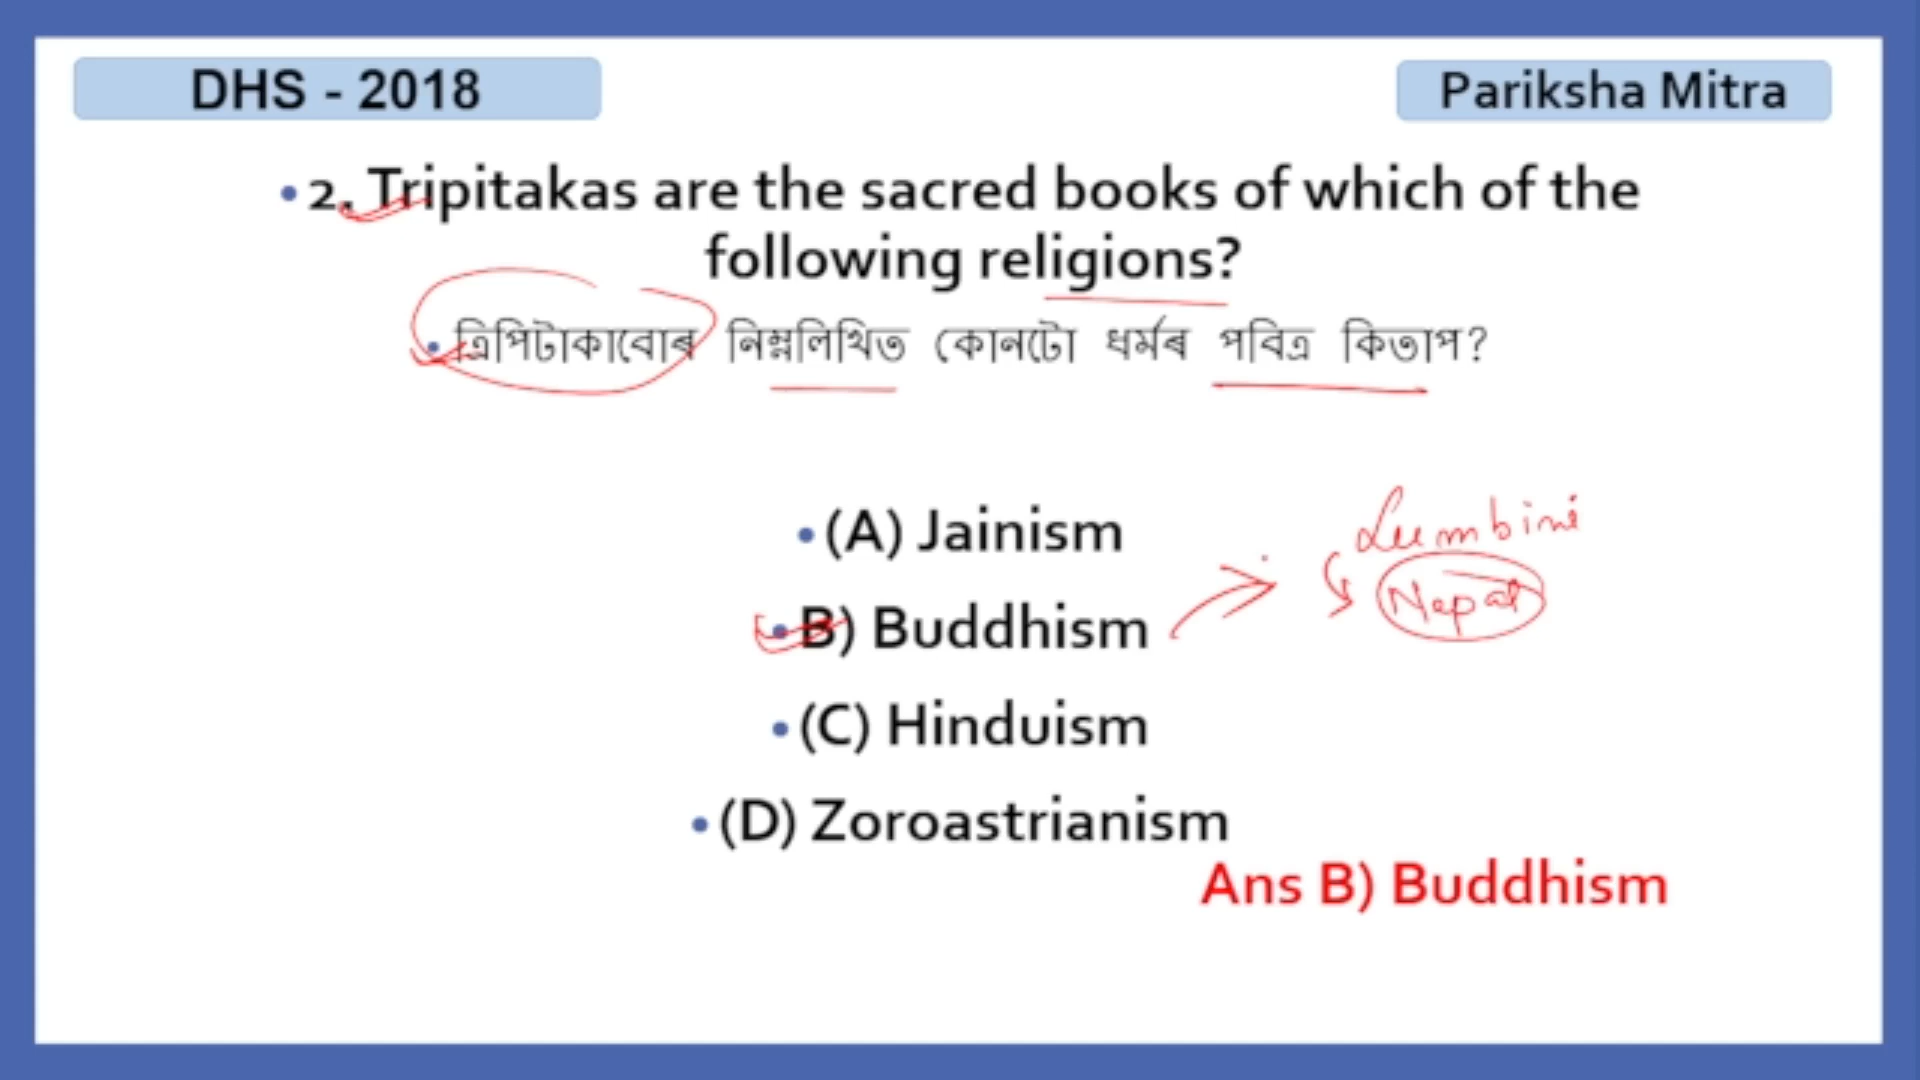 DHS - 2018
Pariksha Mitra
• 2. Tripitakas are the sacred books of which of the
following religions?
• ত্ৰিপিটাকাবোৰ নিম্নলিখিত কোনটো ধৰ্মৰ পবিত্ৰ কিতাপ?
• (A) Jainism
Lumbini
Nepal
• B) Buddhism
• (C) Hinduism
• (D) Zoroastrianism
Ans B) Buddhism